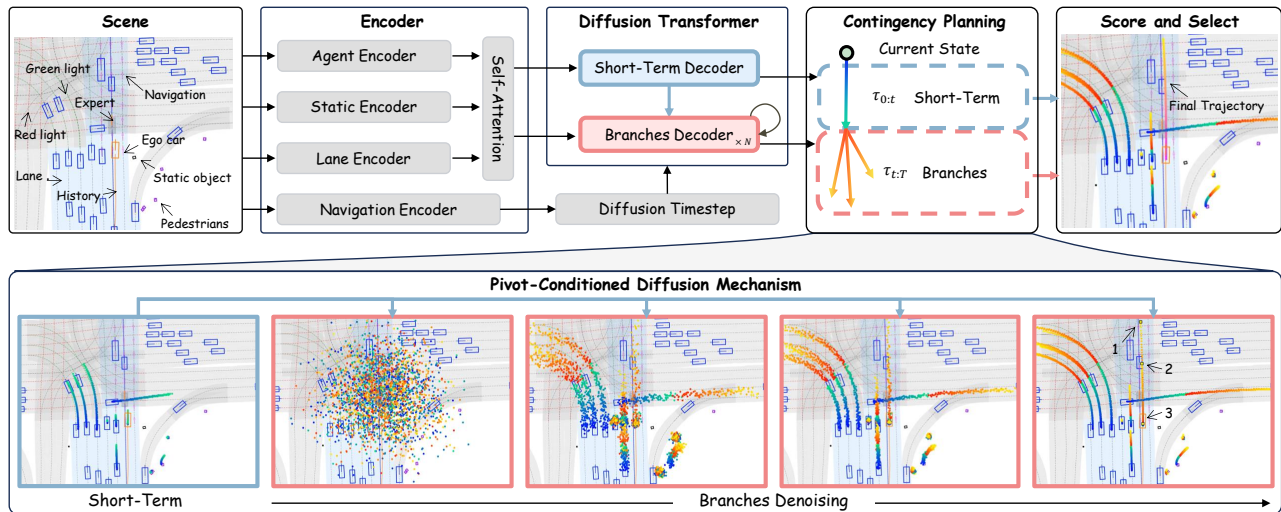 Scene
Green light
Navigation
Expert
Red light
Ego car
Lane
Static object
History
Pedestrians
Encoder
Agent Encoder
Static Encoder
Lane Encoder
Navigation Encoder
Self-Attention
Diffusion Transformer
Short-Term Decoder
Branches Decoder
× N
Diffusion Timestep
Contingency Planning
Current State
τ0:t Short-Term
τt:T Branches
Score and Select
Final Trajectory
Pivot-Conditioned Diffusion Mechanism
1
2
3
Short-Term
Branches Denoising